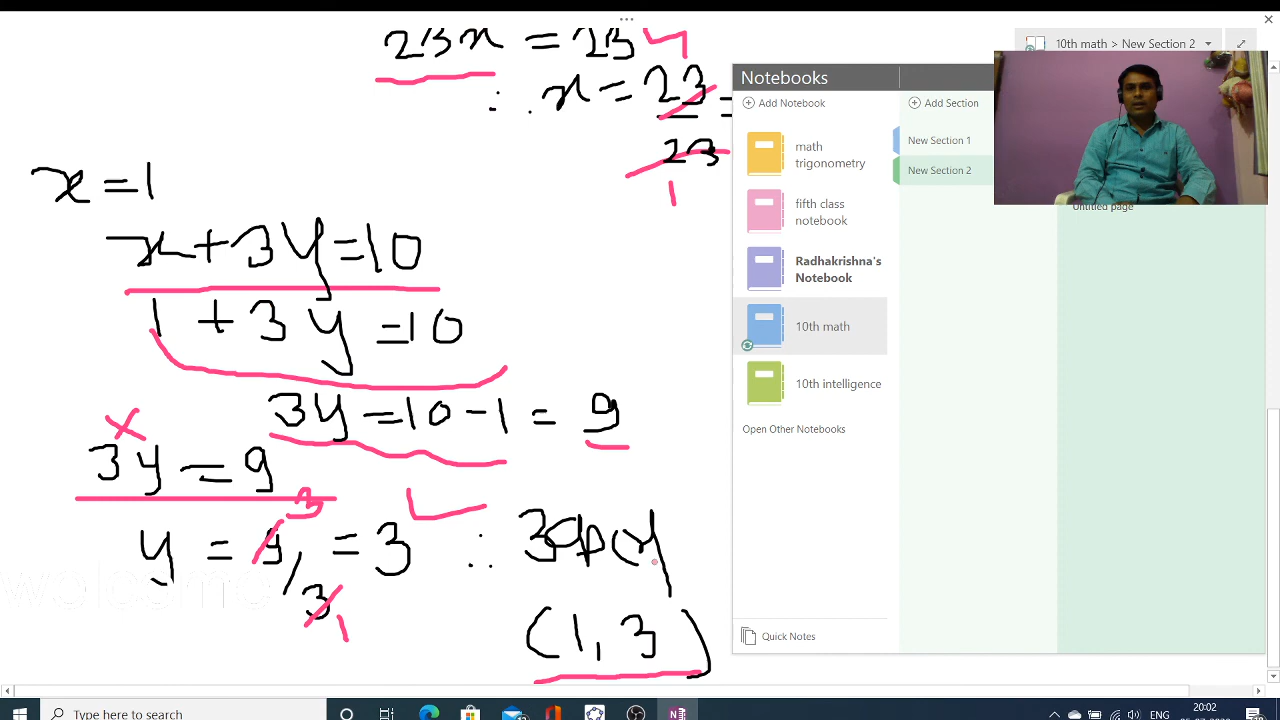 23x = 23
∴ x = 23
23
1
x = 1
x + 3y = 10
1 + 3y = 10
3y = 10 - 1 = 9
3y = 9
3
y = 9/3 = 3 ∴
1
(1, 3)
10th math > New Section 2
Notebooks
Add Notebook
Add Section
math trigonometry
New Section 1
New Section 2
Untitled page
fifth class notebook
Radhakrishna's Notebook
10th math
10th intelligence
Open Other Notebooks
Quick Notes
Type here to search
20:02